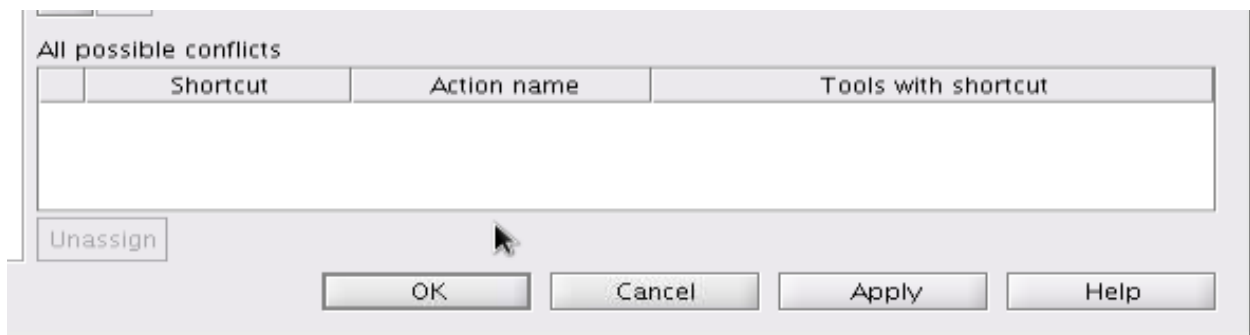 All possible conflicts
Shortcut Action name Tools with shortcut
Unassign
OK Cancel Apply Help